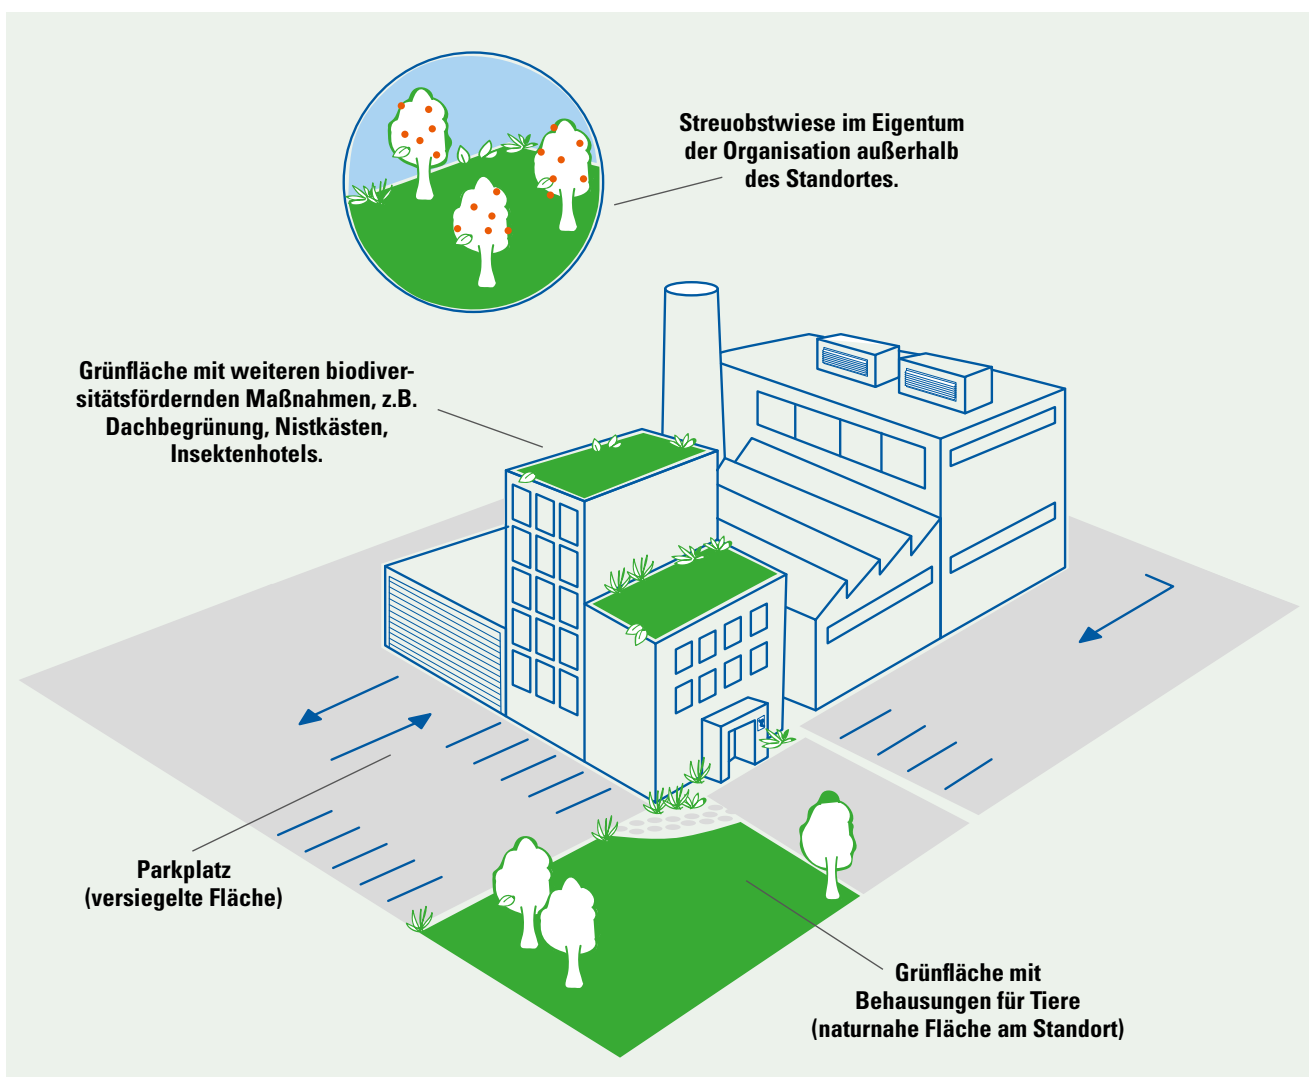 Streuobstwiese im Eigentum
der Organisation außerhalb
des Standortes.
Grünfläche mit weiteren biodiver-
sitätsfördernden Maßnahmen, z.B.
Dachbegrünung, Nistkästen,
Insektenhotels.
Parkplatz
(versiegelte Fläche)
Grünfläche mit
Behausungen für Tiere
(naturnahe Fläche am Standort)